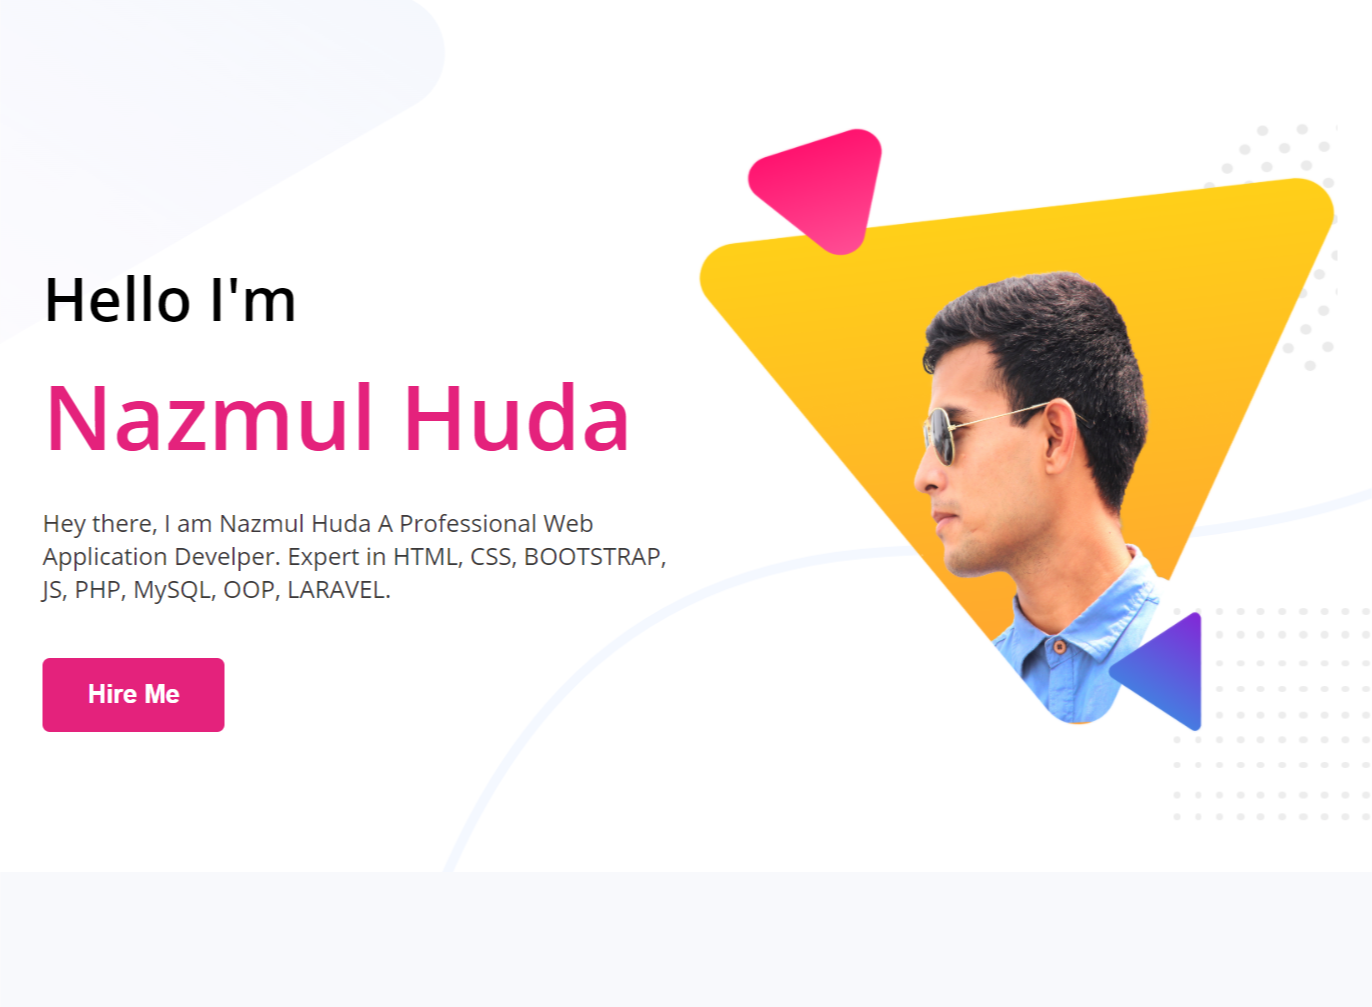 Hello I'm
Nazmul Huda
Hey there, I am Nazmul Huda A Professional Web
Application Develper. Expert in HTML, CSS, BOOTSTRAP,
JS, PHP, MySQL, OOP, LARAVEL.
Hire Me